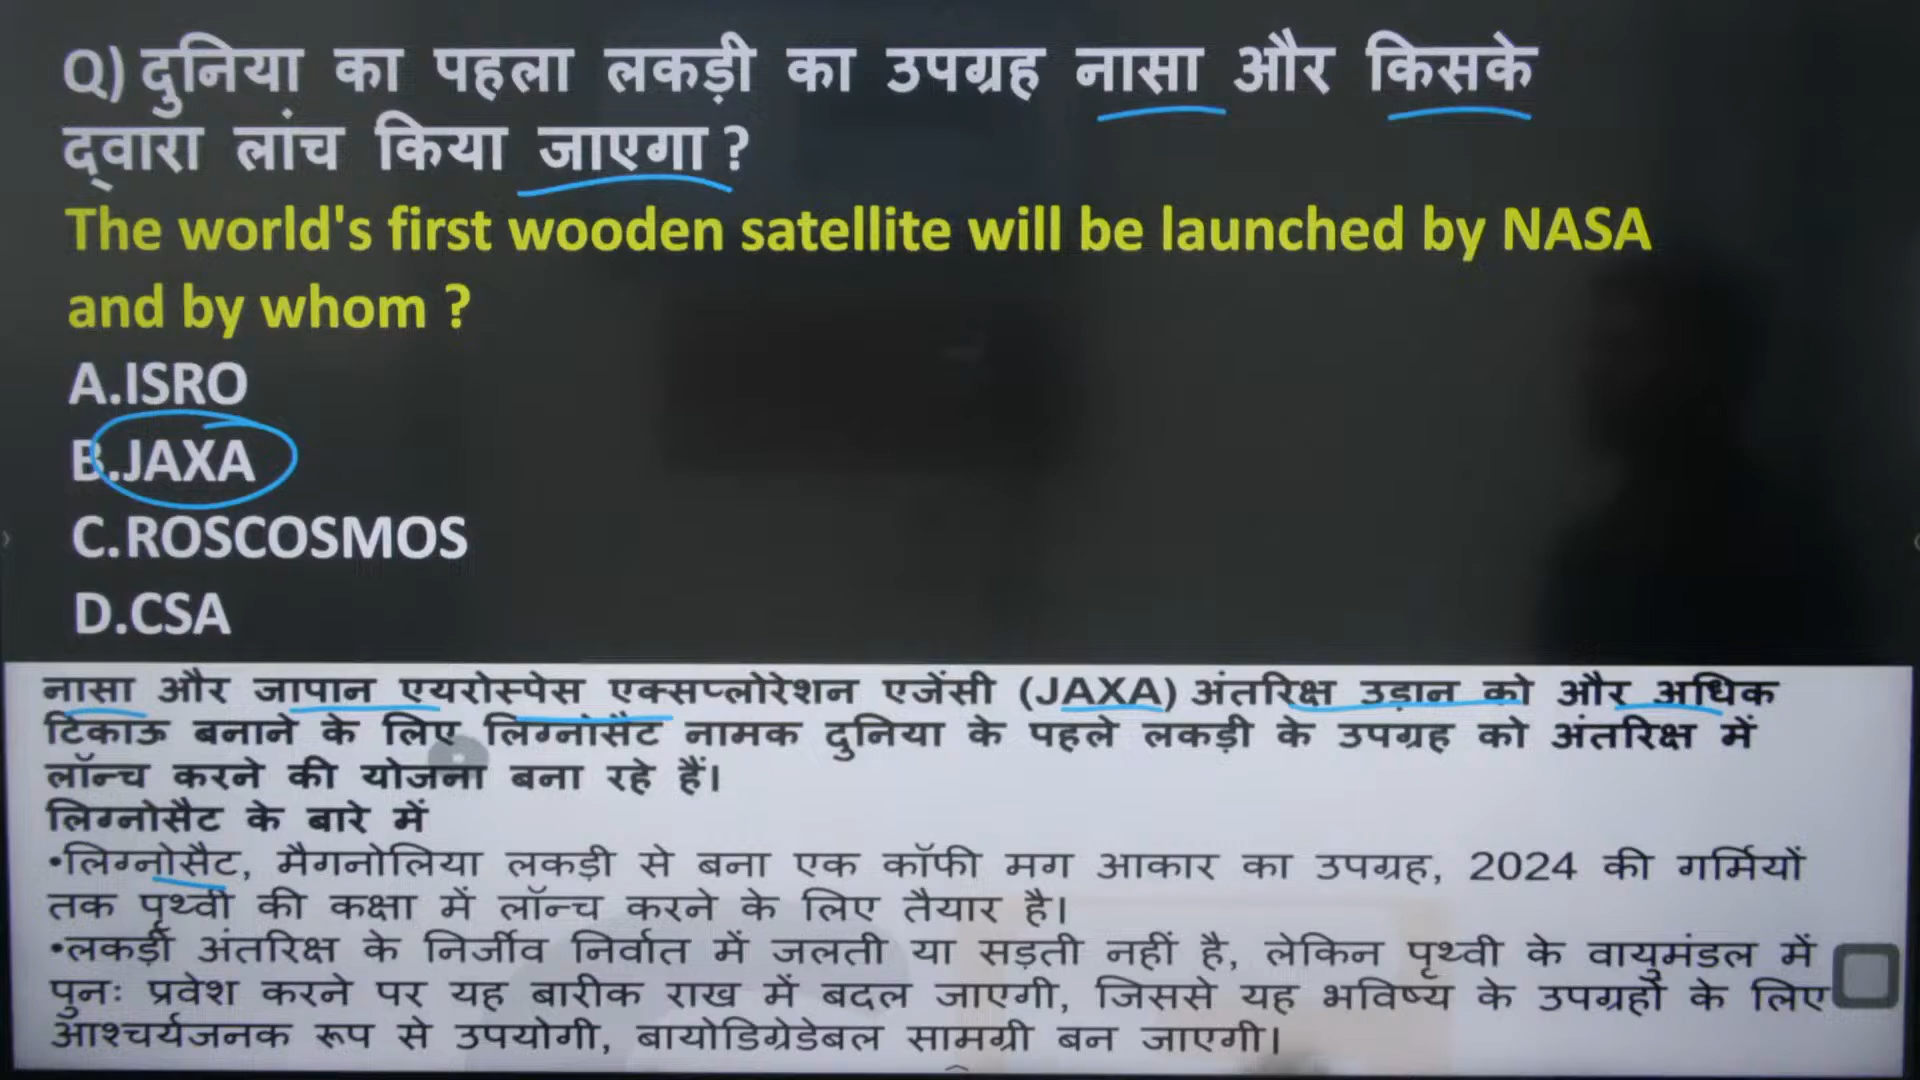 Q) दुनिया का पहला लकड़ी का उपग्रह नासा और किसके
द्वारा लांच किया जाएगा ?
The world's first wooden satellite will be launched by NASA
and by whom ?
A.ISRO
B.JAXA
C.ROSCOSMOS
D.CSA
नासा और जापान एयरोस्पेस एक्सप्लोरेशन एजेंसी (JAXA) अंतरिक्ष उड़ान को और अधिक
टिकाऊ बनाने के लिए लिग्नोसैट नामक दुनिया के पहले लकड़ी के उपग्रह को अंतरिक्ष में
लॉन्च करने की योजना बना रहे हैं।
लिग्नोसैट के बारे में
•लिग्नोसैट, मैगनोलिया लकड़ी से बना एक कॉफी मग आकार का उपग्रह, 2024 की गर्मियों
तक पृथ्वी की कक्षा में लॉन्च करने के लिए तैयार है।
•लकड़ी अंतरिक्ष के निर्जीव निर्वात में जलती या सड़ती नहीं है, लेकिन पृथ्वी के वायुमंडल में
पुनः प्रवेश करने पर यह बारीक राख में बदल जाएगी, जिससे यह भविष्य के उपग्रहों के लिए
आश्चर्यजनक रूप से उपयोगी, बायोडिग्रेडेबल सामग्री बन जाएगी।